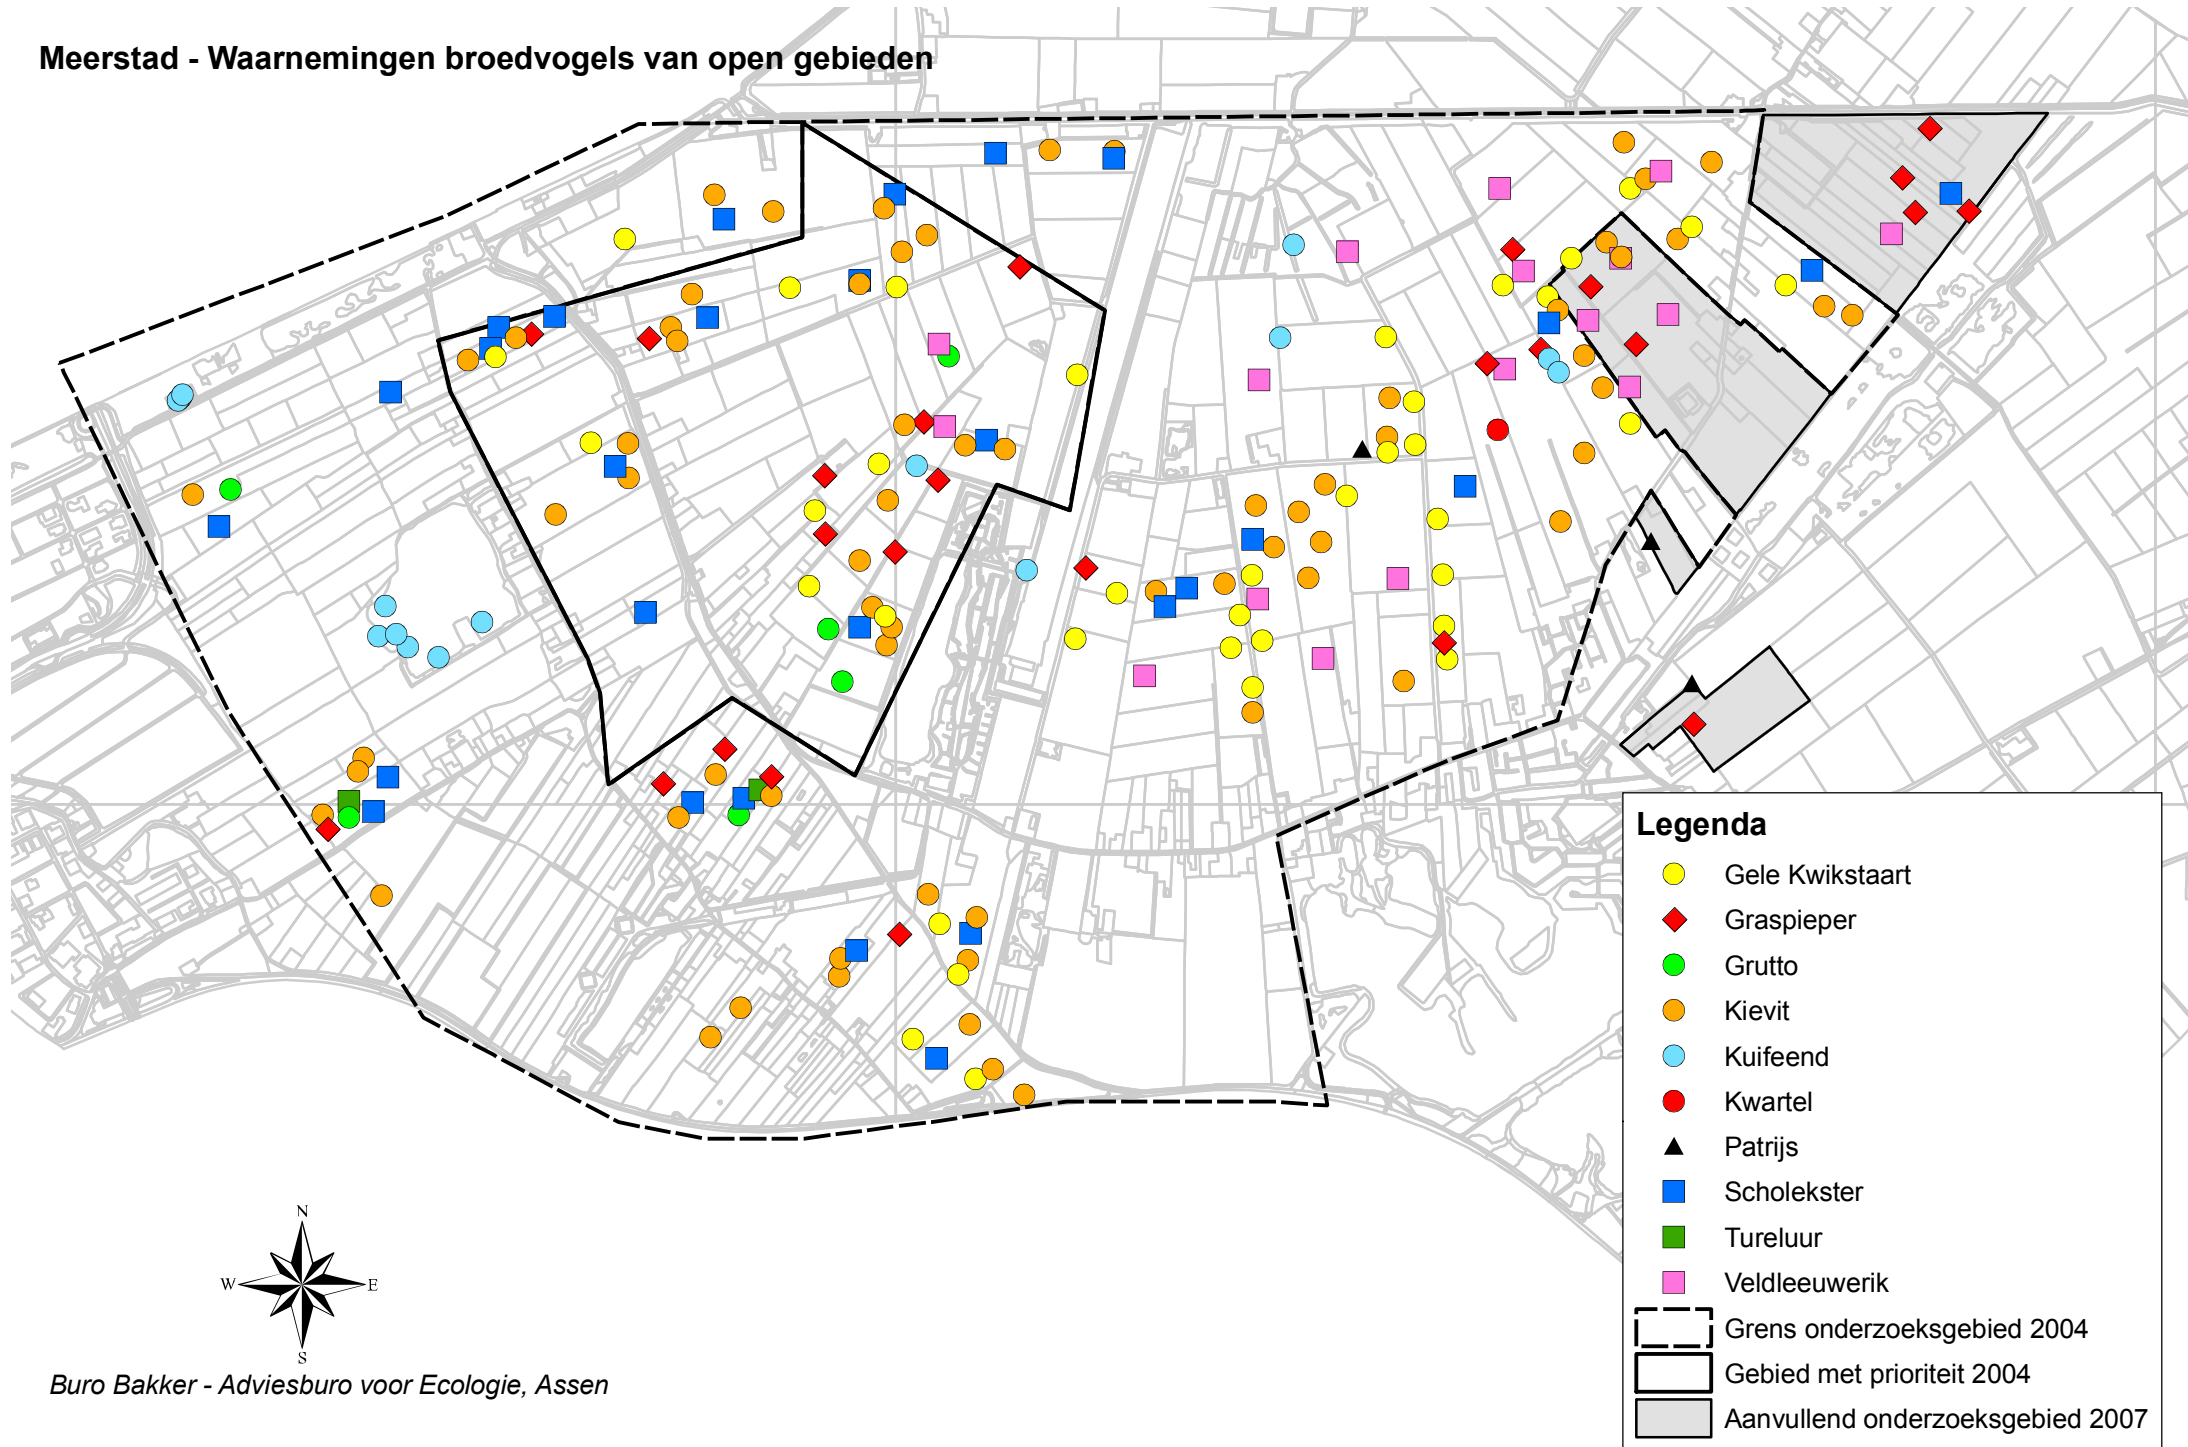 Meerstad - Waarnemingen broedvogels van open gebieden
Legenda
Gele Kwikstaart
Graspieper
Grutto
Kievit
Kuifeend
Kwartel
Patrijs
Scholekster
Tureluur
Veldleeuwerik
Grens onderzoeksgebied 2004
Gebied met prioriteit 2004
Aanvullend onderzoeksgebied 2007
N
W E
S
Buro Bakker - Adviesburo voor Ecologie, Assen